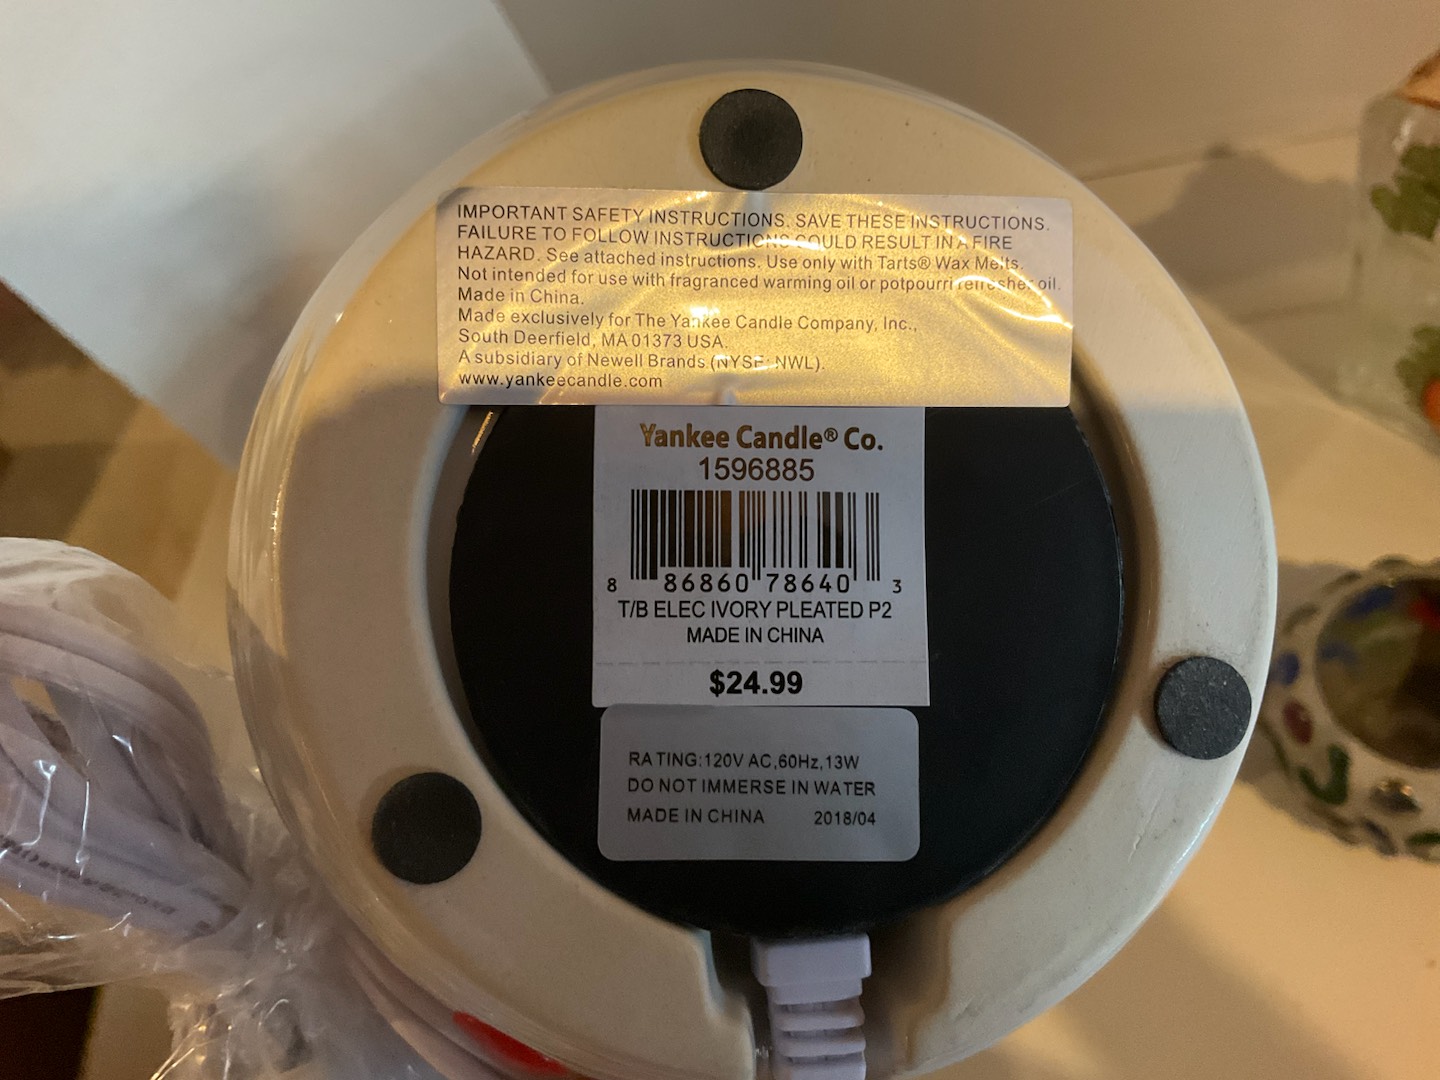 IMPORTANT SAFETY INSTRUCTIONS. SAVE THESE INSTRUCTIONS.
FAILURE TO FOLLOW INSTRUCTIONS COULD RESULT IN A FIRE
HAZARD. See attached instructions. Use only with Tarts® Wax Melts.
Not intended for use with fragranced warming oil or potpourri refresher oil.
Made in China.
Made exclusively for The Yankee Candle Company, Inc.,
South Deerfield, MA 01373 USA.
A subsidiary of Newell Brands (NYSE: NWL).
www.yankeecandle.com
Yankee Candle® Co.
1596885
8 86860 78640 3
T/B ELEC IVORY PLEATED P2
MADE IN CHINA
$24.99
RATING:120V AC,60Hz,13W
DO NOT IMMERSE IN WATER
MADE IN CHINA 2018/04